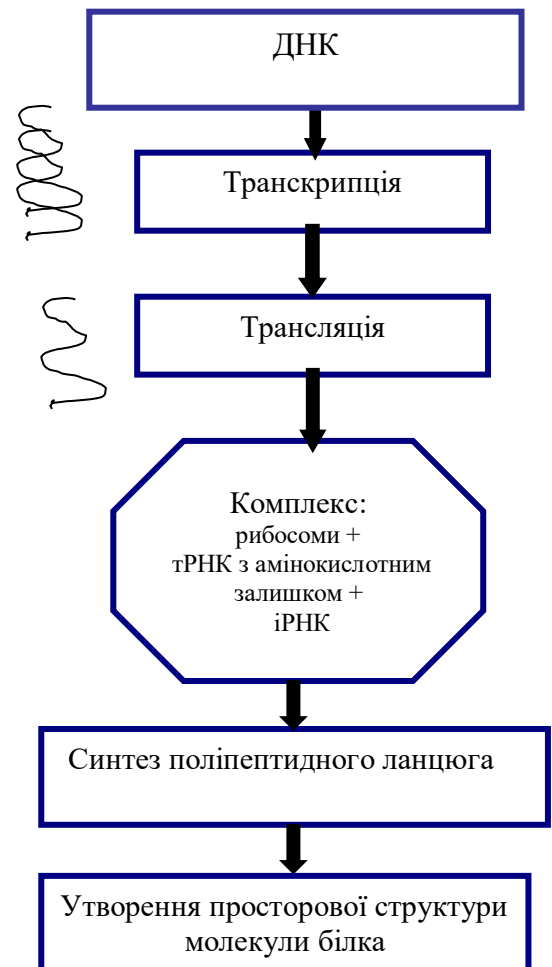 ДНК
Транскрипція
Трансляція
Комплекс:
рибосоми +
тРНК з амінокислотним
залишком +
іРНК
Синтез поліпептидного ланцюга
Утворення просторової структури
молекули білка